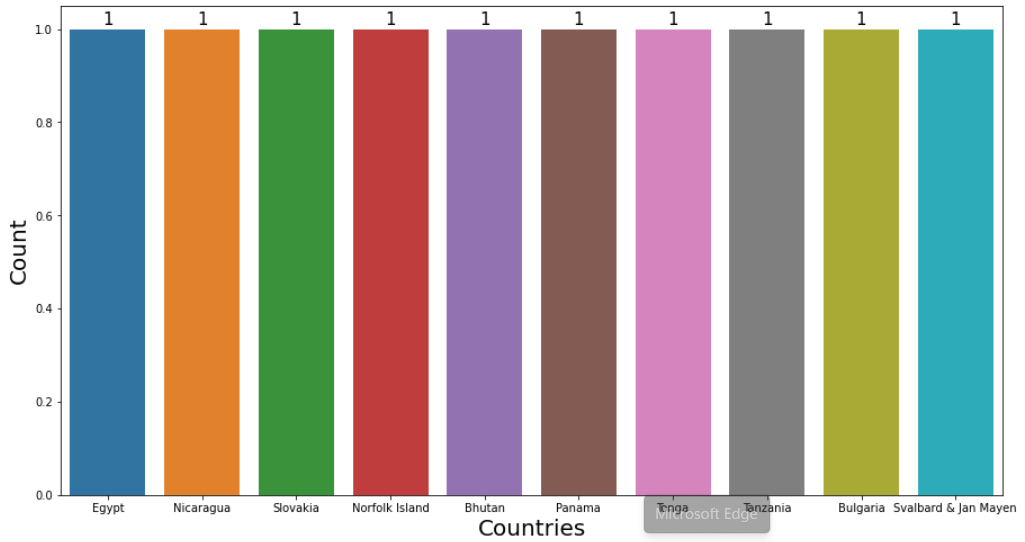 1 1 1 1 1 1 1 1 1 1
1.0
0.8
0.6
0.4
0.2
0.0
Count
Egypt Nicaragua Slovakia Norfolk Island Bhutan Panama Tonga Tanzania Bulgaria Svalbard & Jan Mayen
Microsoft Edge
Countries